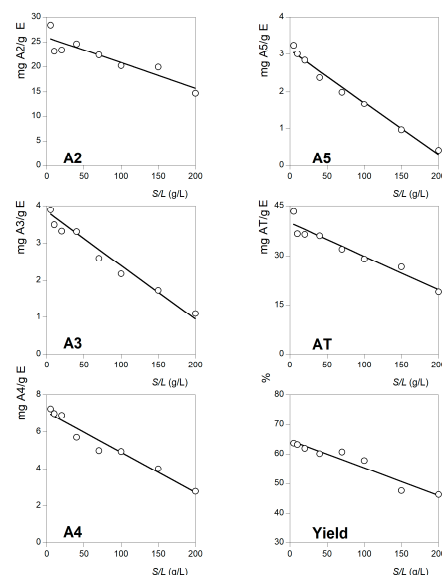 mg A2/g E
30
25
20
15
10
5
0
0 50 100 150 200
A2
S/L (g/L)
mg A5/g E
4
3
2
1
0
0 50 100 150 200
A5
S/L (g/L)
mg A3/g E
4
3
2
1
0
0 50 100 150 200
A3
S/L (g/L)
mg AT/g E
45
30
15
0
0 50 100 150 200
AT
S/L (g/L)
mg A4/g E
8
6
4
2
0
0 50 100 150 200
A4
S/L (g/L)
%
80
70
60
50
40
30
0 50 100 150 200
Yield
S/L (g/L)